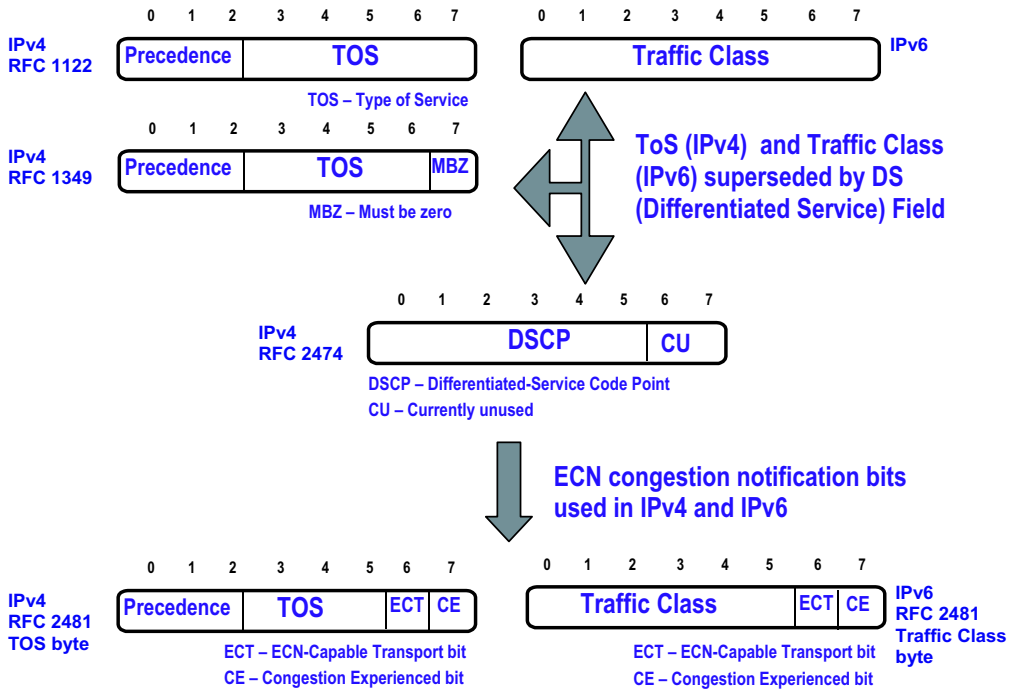 0 1 2 3 4 5 6 7
IPv4
RFC 1122
Precedence TOS
TOS – Type of Service
0 1 2 3 4 5 6 7
Traffic Class
IPv6
0 1 2 3 4 5 6 7
IPv4
RFC 1349
Precedence TOS MBZ
MBZ – Must be zero
ToS (IPv4) and Traffic Class
(IPv6) superseded by DS
(Differentiated Service) Field
0 1 2 3 4 5 6 7
IPv4
RFC 2474
DSCP CU
DSCP – Differentiated-Service Code Point
CU – Currently unused
ECN congestion notification bits
used in IPv4 and IPv6
0 1 2 3 4 5 6 7
IPv4
RFC 2481
TOS byte
Precedence TOS ECT CE
ECT – ECN-Capable Transport bit
CE – Congestion Experienced bit
0 1 2 3 4 5 6 7
Traffic Class ECT CE
IPv6
RFC 2481
Traffic Class
byte
ECT – ECN-Capable Transport bit
CE – Congestion Experienced bit